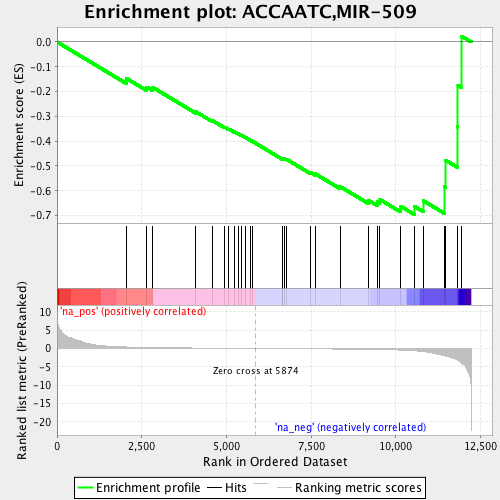 Enrichment plot: ACCAATC,MIR-509
Enrichment score (ES)
0.0
-0.1
-0.2
-0.3
-0.4
-0.5
-0.6
-0.7
Ranked list metric (PreRanked)
10
5
0
-5
-10
-15
-20
'na_pos' (positively correlated)
Zero cross at 5874
'na_neg' (negatively correlated)
0 2,500 5,000 7,500 10,000 12,500
Rank in Ordered Dataset
Enrichment profile Hits Ranking metric scores